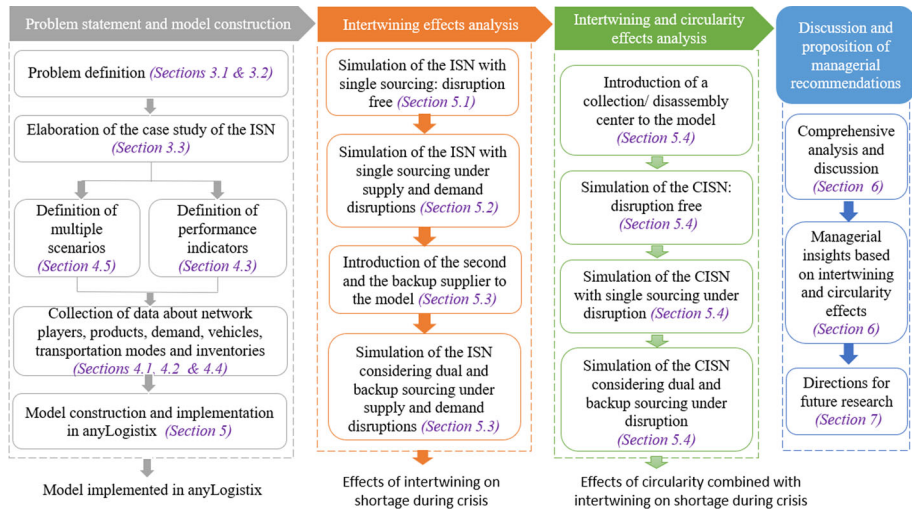 Problem statement and model construction
Problem definition (Sections 3.1 & 3.2)
Elaboration of the case study of the ISN
(Section 3.3)
Definition of
multiple
scenarios
(Section 4.5)
Definition of
performance
indicators
(Section 4.3)
Collection of data about network
players, products, demand, vehicles,
transportation modes and inventories
(Sections 4.1, 4.2 & 4.4)
Model construction and implementation
in anyLogistix (Section 5)
Model implemented in anyLogistix
Intertwining effects analysis
Simulation of the ISN with
single sourcing: disruption
free (Section 5.1)
Simulation of the ISN with
single sourcing under
supply and demand
disruptions (Section 5.2)
Introduction of the second
and the backup supplier to
the model (Section 5.3)
Simulation of the ISN
considering dual and
backup sourcing under
supply and demand
disruptions (Section 5.3)
Effects of intertwining on
shortage during crisis
Intertwining and circularity
effects analysis
Introduction of a
collection/ disassembly
center to the model
(Section 5.4)
Simulation of the CISN:
disruption free
(Section 5.4)
Simulation of the CISN
with single sourcing under
disruption (Section 5.4)
Simulation of the CISN
considering dual and
backup sourcing under
disruption
(Section 5.4)
Effects of circularity combined with
intertwining on shortage during crisis
Discussion and
proposition of
managerial
recommendations
Comprehensive
analysis and
discussion
(Section 6)
Managerial
insights based
on intertwining
and circularity
effects
(Section 6)
Directions for
future research
(Section 7)